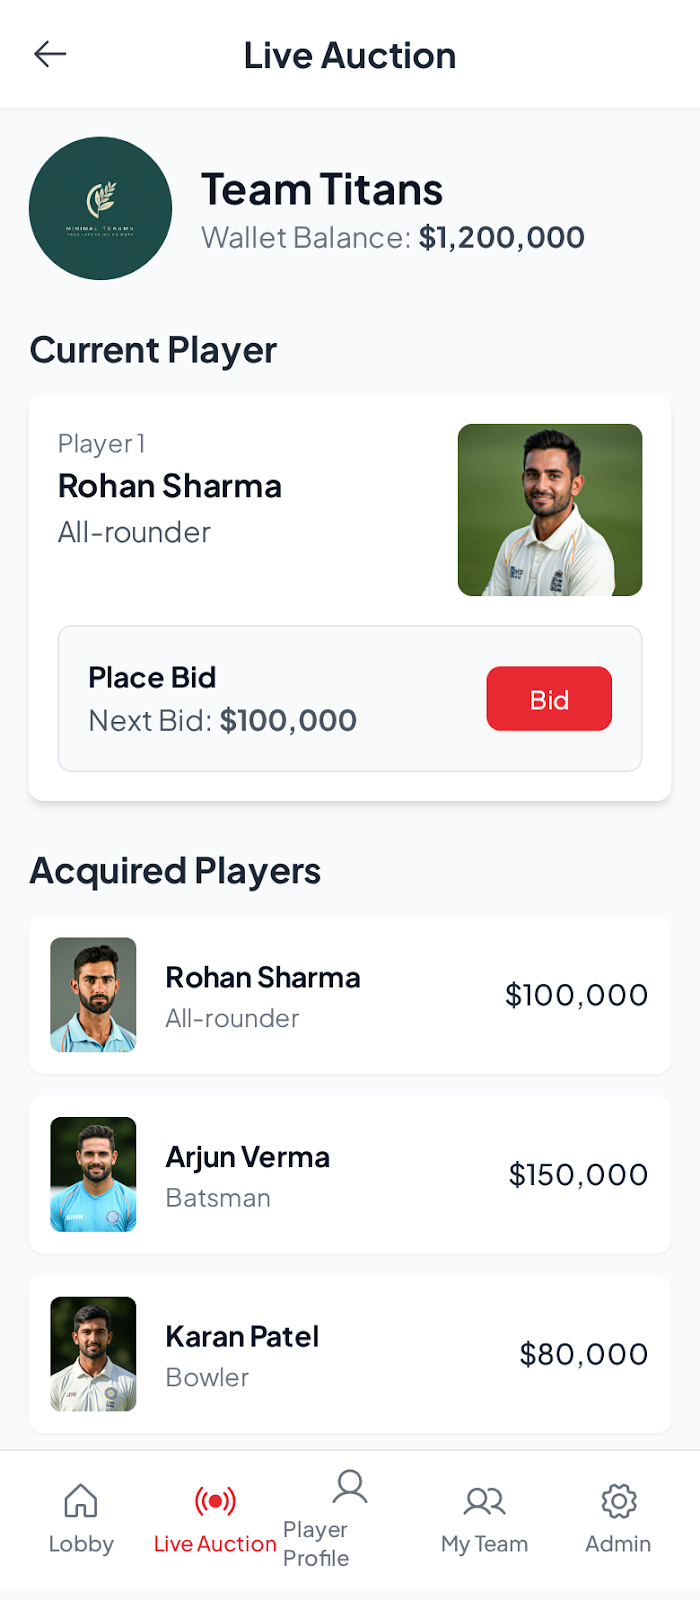 Live Auction
MINIMAL TEAUMN
Team Titans
Wallet Balance: $1,200,000
Current Player
Player 1
Rohan Sharma
All-rounder
Place Bid
Next Bid: $100,000
Bid
Acquired Players
Rohan Sharma
All-rounder
$100,000
Arjun Verma
Batsman
$150,000
Karan Patel
Bowler
$80,000
Lobby
Live Auction
Player
Profile
My Team
Admin